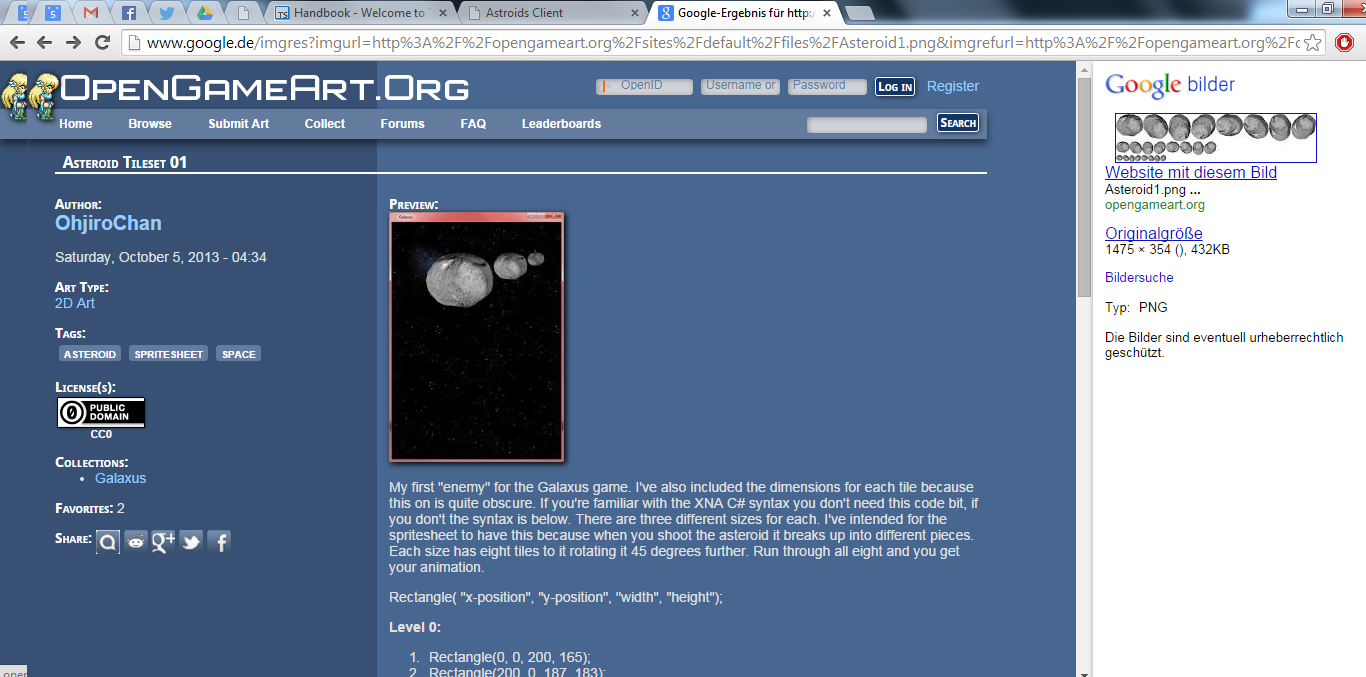 Handbook - Welcome to
Astroids Client
Google-Ergebnis für http:/
www.google.de/imgres?imgurl=http%3A%2F%2Fopengameart.org%2Fsites%2Fdefault%2Ffiles%2FAsteroid1.png&imgrefurl=http%3A%2F%2Fopengameart.org%2Fc
OpenGameArt.Org
OpenID
Username or
Password
Log in
Register
Home
Browse
Submit Art
Collect
Forums
FAQ
Leaderboards
Search
Asteroid Tileset 01
Author:
OhjiroChan
Saturday, October 5, 2013 - 04:34
Art Type:
2D Art
Tags:
ASTEROID SPRITESHEET SPACE
License(s):
PUBLIC
DOMAIN
CC0
Collections:
Galaxus
Favorites: 2
Share:
Preview:
Galaxus
My first "enemy" for the Galaxus game. I've also included the dimensions for each tile because
this on is quite obscure. If you're familiar with the XNA C# syntax you don't need this code bit, if
you don't the syntax is below. There are three different sizes for each. I've intended for the
spritesheet to have this because when you shoot the asteroid it breaks up into different pieces.
Each size has eight tiles to it rotating it 45 degrees further. Run through all eight and you get
your animation.
Rectangle( "x-position", "y-position", "width", "height");
Level 0:
1. Rectangle(0, 0, 200, 165);
2. Rectangle(200, 0, 187, 183);
Google bilder
Website mit diesem Bild
Asteroid1.png ...
opengameart.org
Originalgröße
1475 × 354 (), 432KB
Bildersuche
Typ: PNG
Die Bilder sind eventuell urheberrechtlich
geschützt.